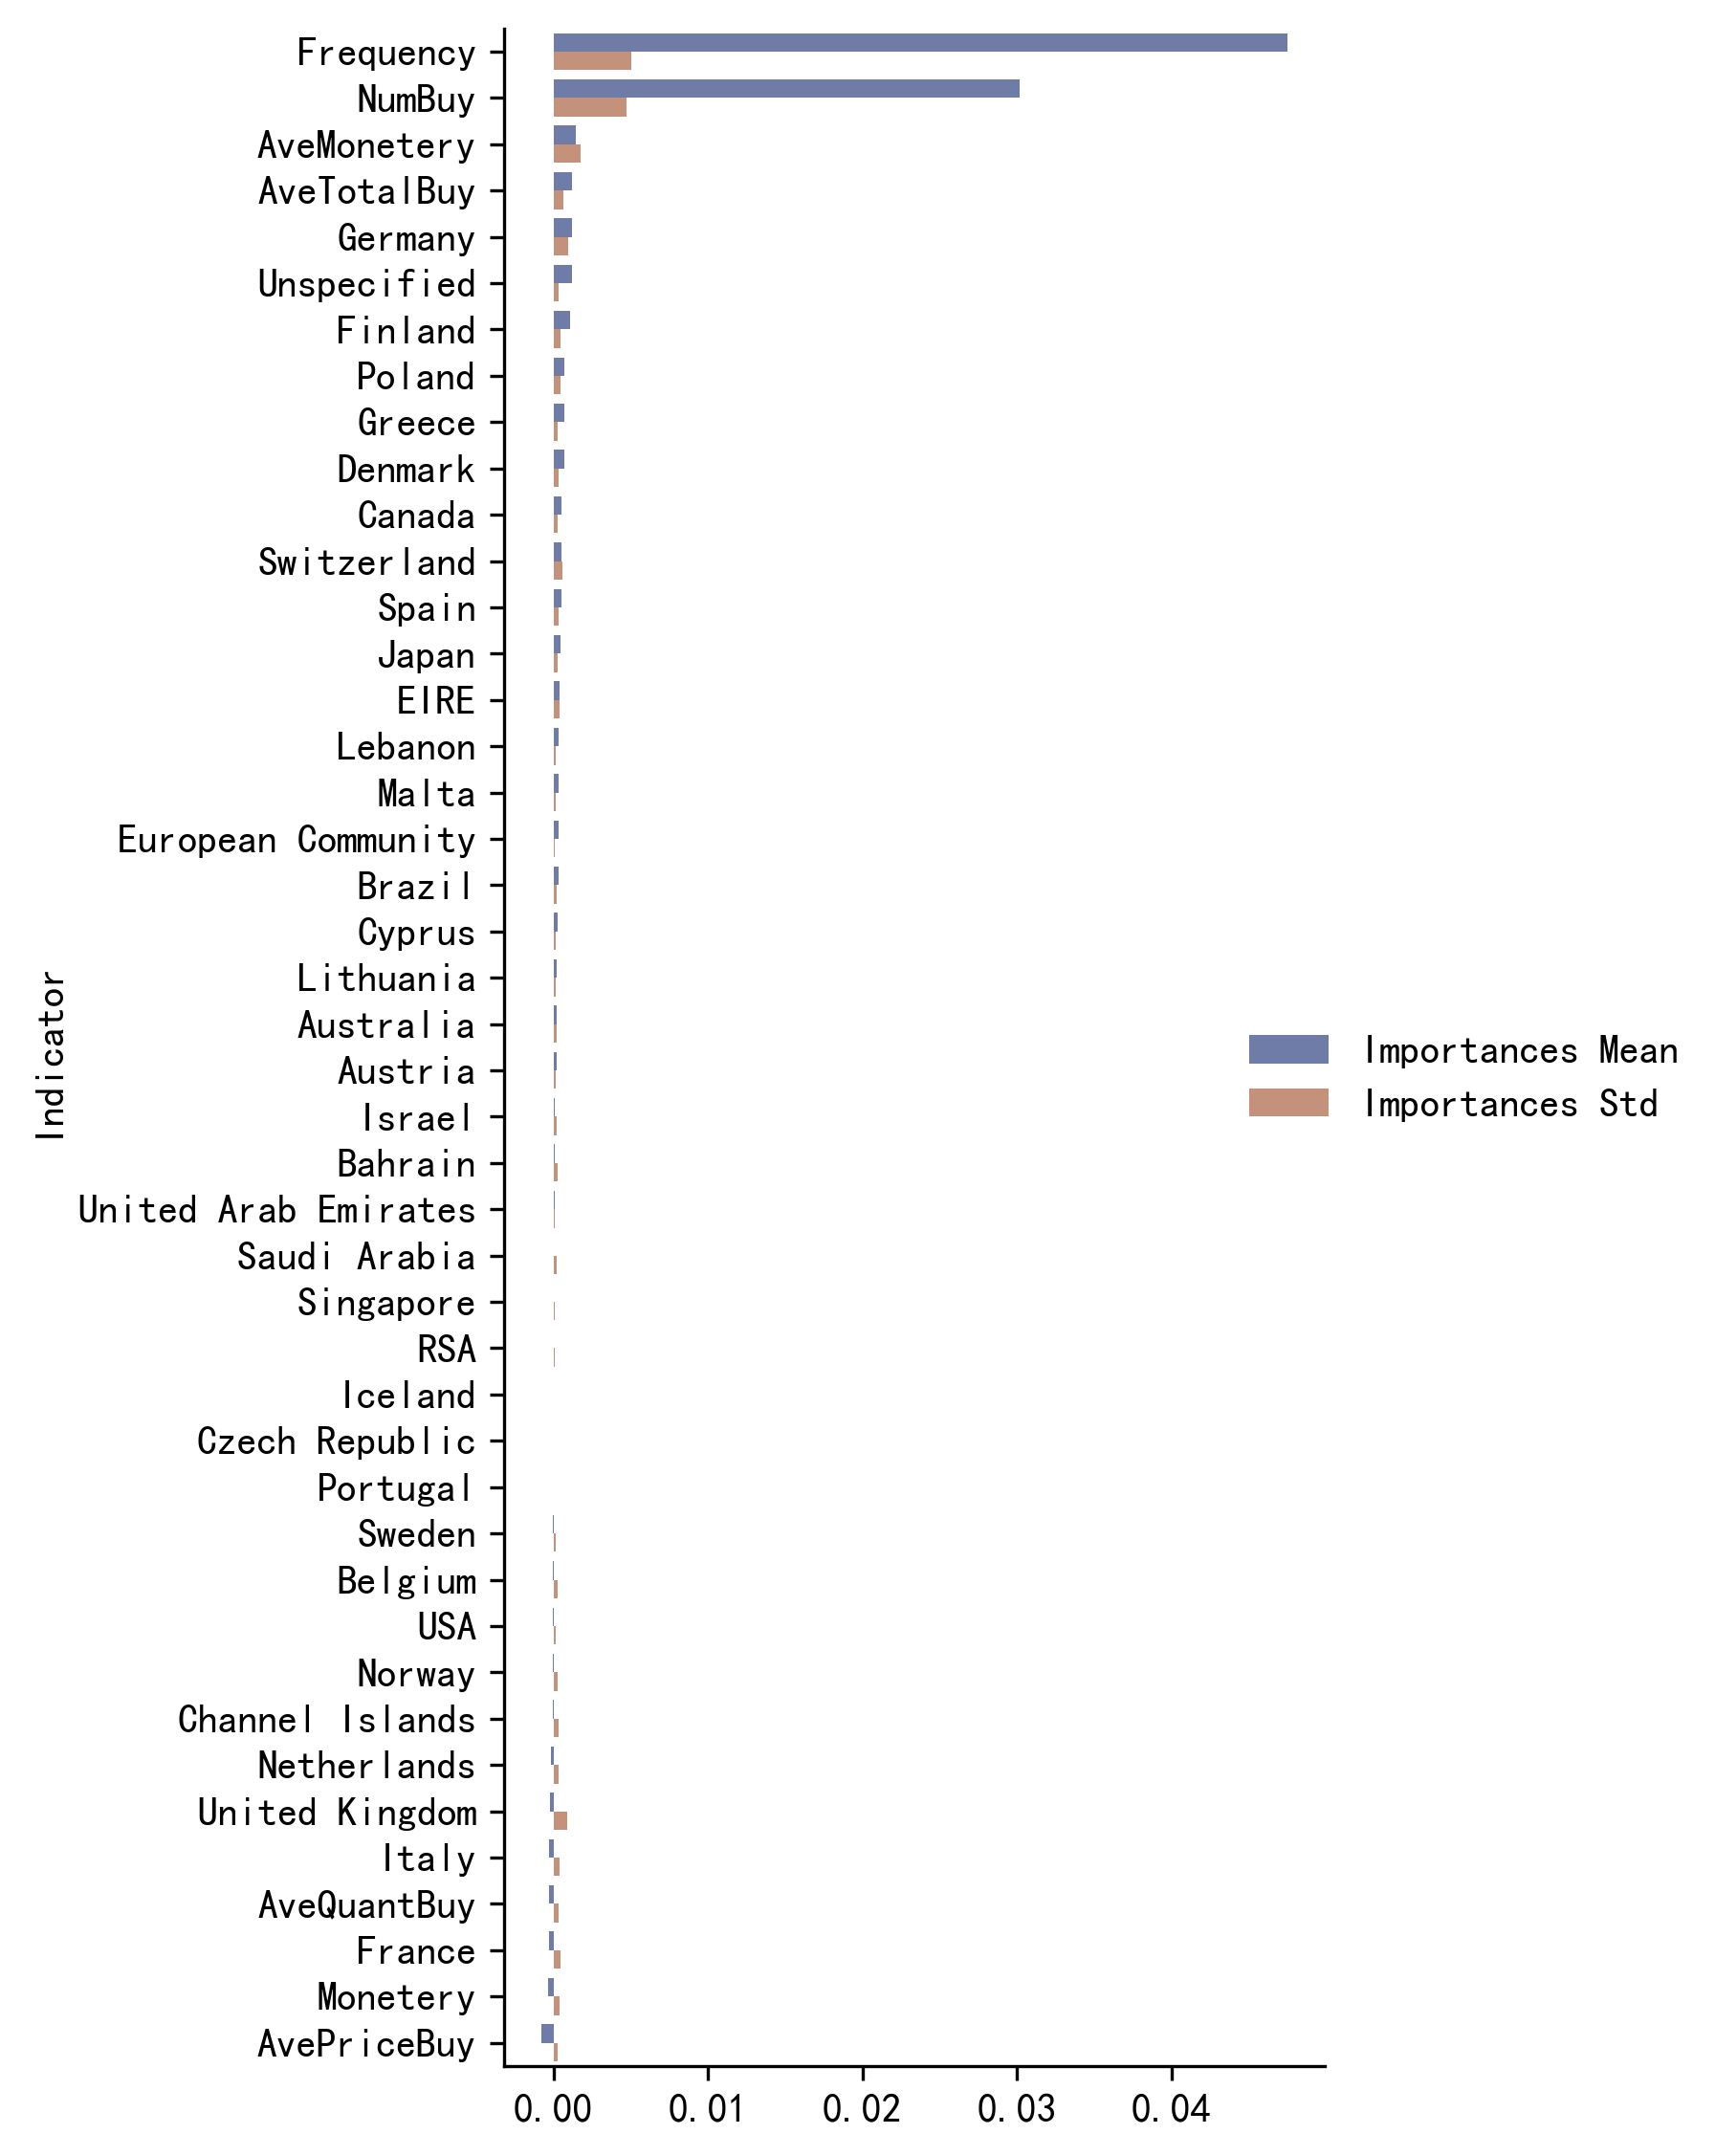 Frequency
NumBuy
AveMonetery
AveTotalBuy
Germany
Unspecified
Finland
Poland
Greece
Denmark
Canada
Switzerland
Spain
Japan
EIRE
Lebanon
Malta
European Community
Brazil
Cyprus
Lithuania
Australia
Austria
Israel
Bahrain
United Arab Emirates
Saudi Arabia
Singapore
RSA
Iceland
Czech Republic
Portugal
Sweden
Belgium
USA
Norway
Channel Islands
Netherlands
United Kingdom
Italy
AveQuantBuy
France
Monetery
AvePriceBuy
Indicator
0.00 0.01 0.02 0.03 0.04
Importances Mean
Importances Std